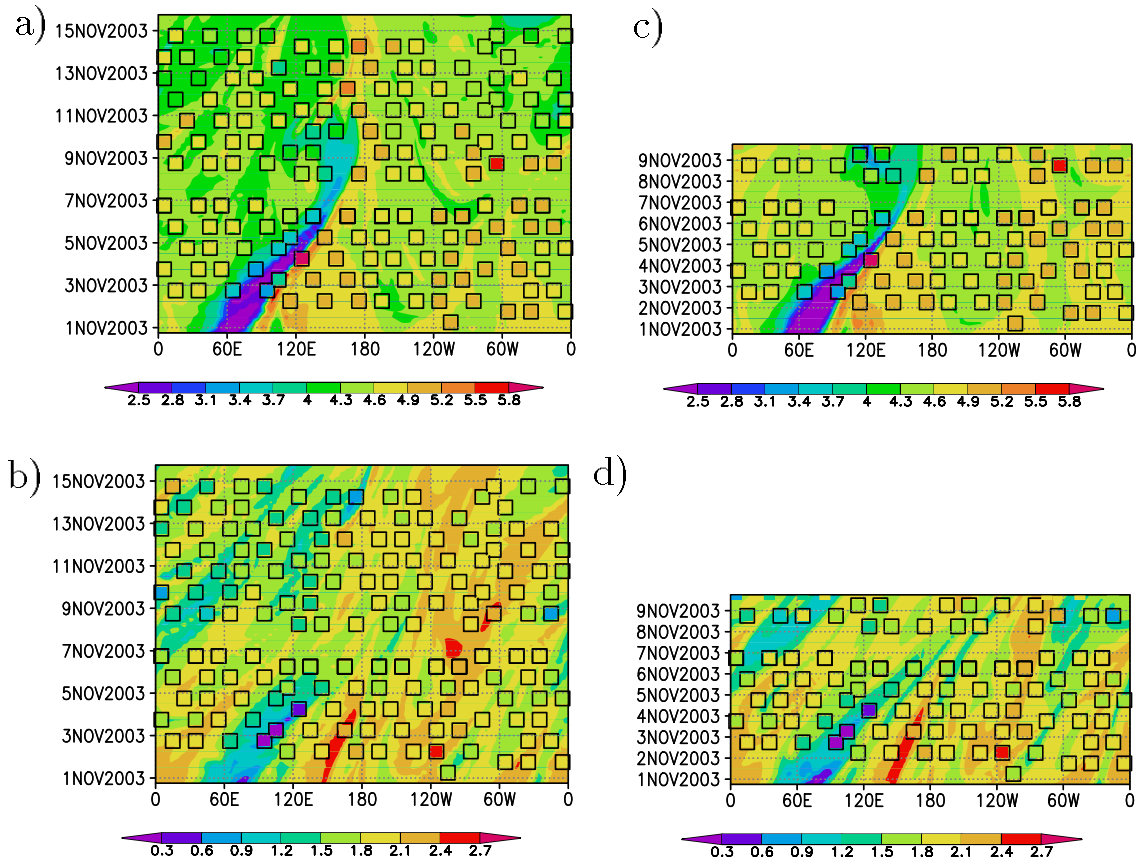 a)
15NOV2003
13NOV2003
11NOV2003
9NOV2003
7NOV2003
5NOV2003
3NOV2003
1NOV2003
0 60E 120E 180 120W 60W 0
2.5 2.8 3.1 3.4 3.7 4 4.3 4.6 4.9 5.2 5.5 5.8
c)
9NOV2003
8NOV2003
7NOV2003
6NOV2003
5NOV2003
4NOV2003
3NOV2003
2NOV2003
1NOV2003
0 60E 120E 180 120W 60W 0
2.5 2.8 3.1 3.4 3.7 4 4.3 4.6 4.9 5.2 5.5 5.8
b)
15NOV2003
13NOV2003
11NOV2003
9NOV2003
7NOV2003
5NOV2003
3NOV2003
1NOV2003
0 60E 120E 180 120W 60W 0
0.3 0.6 0.9 1.2 1.5 1.8 2.1 2.4 2.7
d)
9NOV2003
8NOV2003
7NOV2003
6NOV2003
5NOV2003
4NOV2003
3NOV2003
2NOV2003
1NOV2003
0 60E 120E 180 120W 60W 0
0.3 0.6 0.9 1.2 1.5 1.8 2.1 2.4 2.7